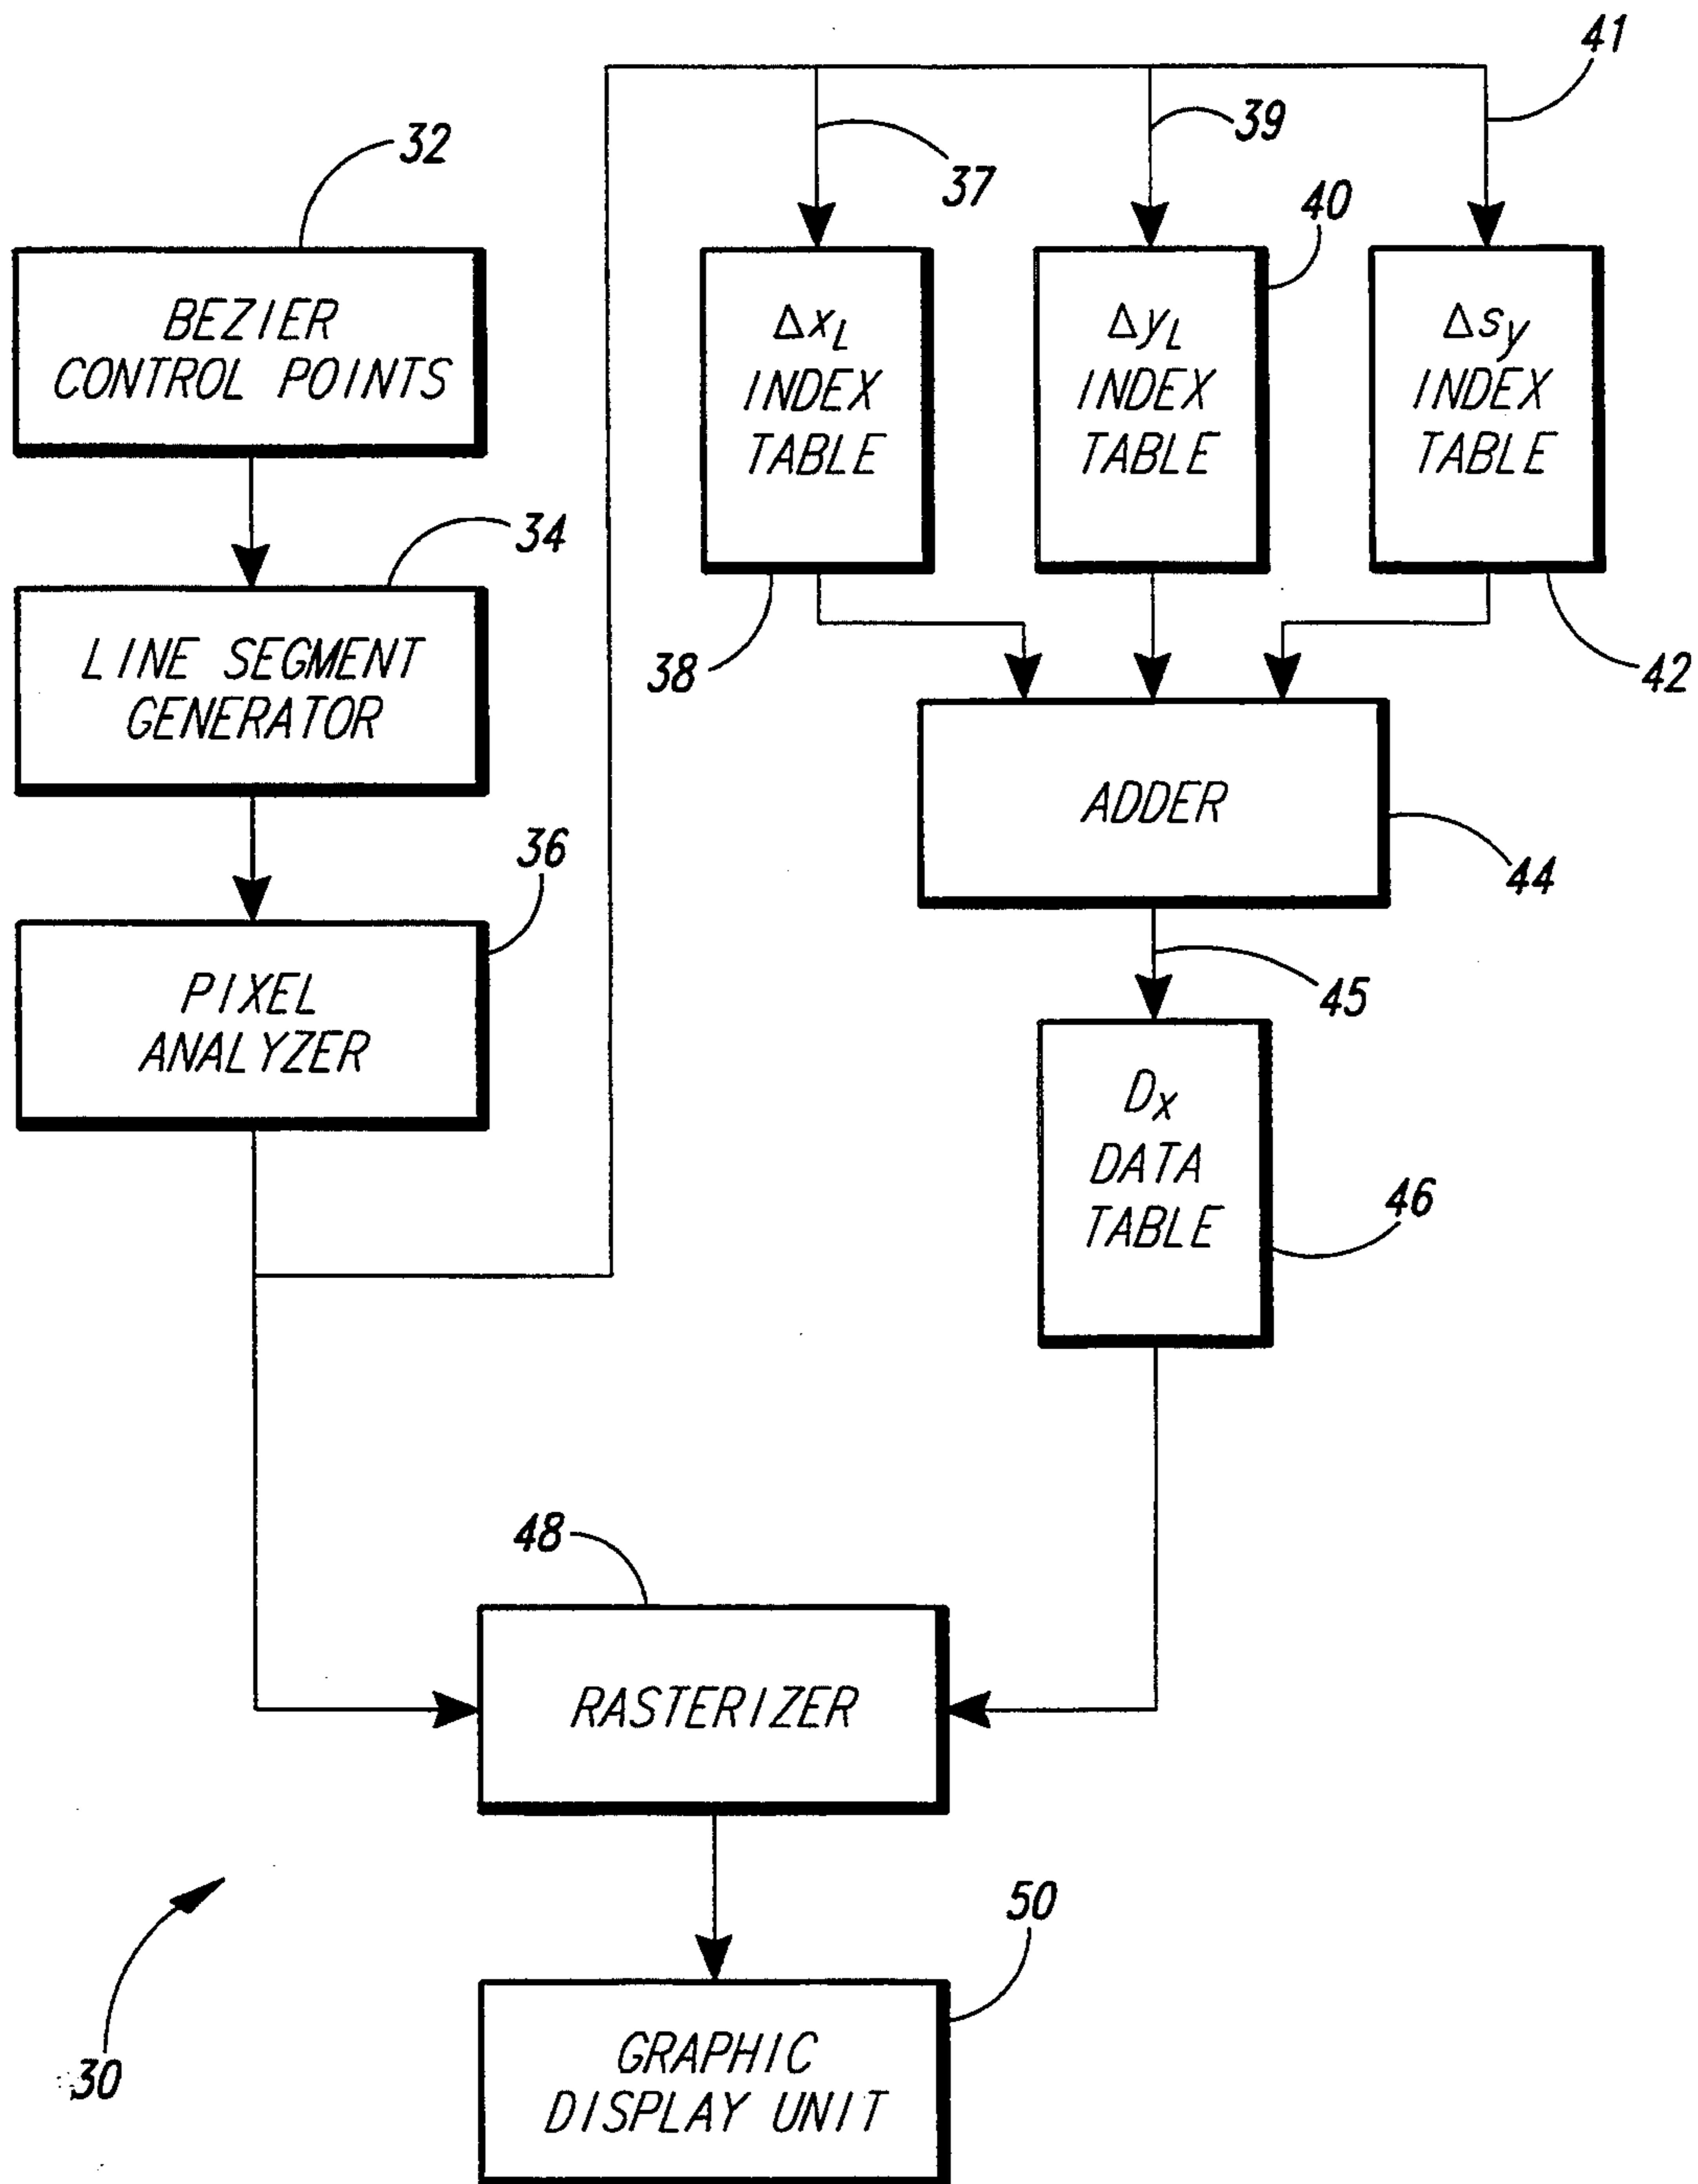 41
32
37
39
40
BEZIER
CONTROL POINTS
Δx_L
INDEX
TABLE
Δy_L
INDEX
TABLE
Δs_y
INDEX
TABLE
34
38
42
LINE SEGMENT
GENERATOR
ADDER
44
36
PIXEL
ANALYZER
45
D_x
DATA
TABLE
46
48
RASTERIZER
50
30
GRAPHIC
DISPLAY UNIT